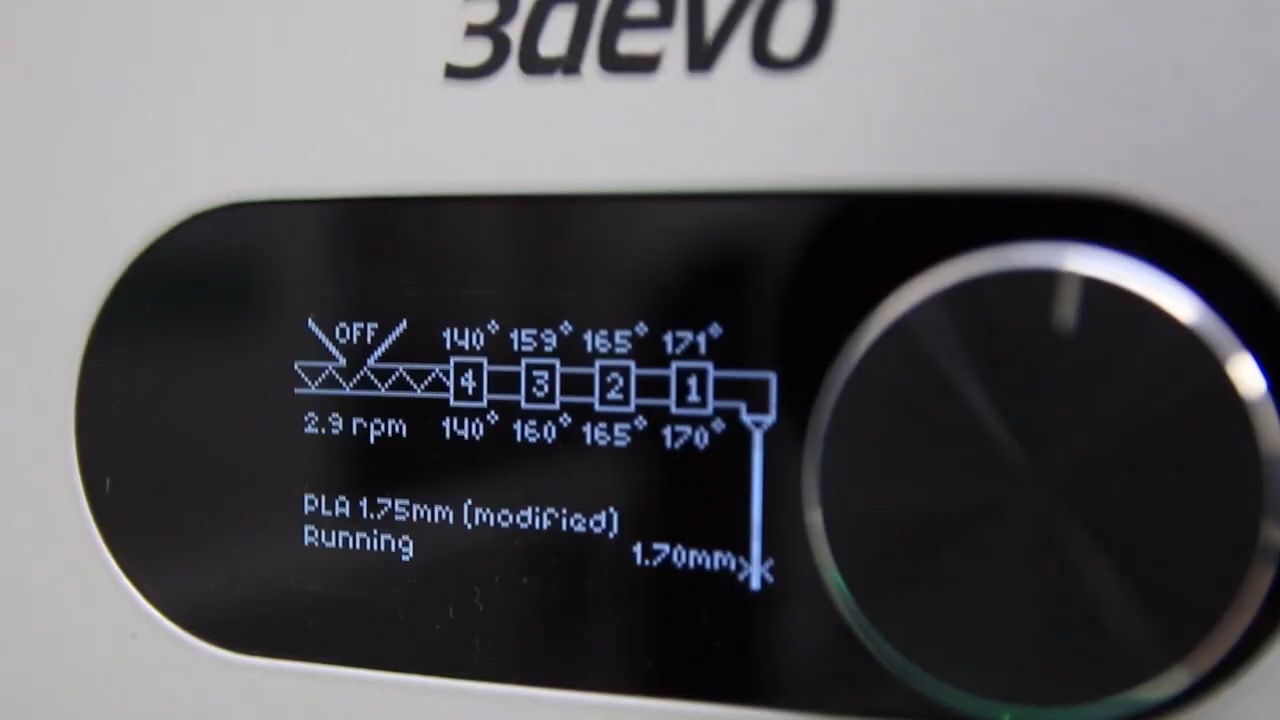 3devo
OFF 140° 159° 165° 171°
4 3 2 1
2.9 rpm 140° 160° 165° 170°
PLA 1.75mm (modified)
Running
1.70mm